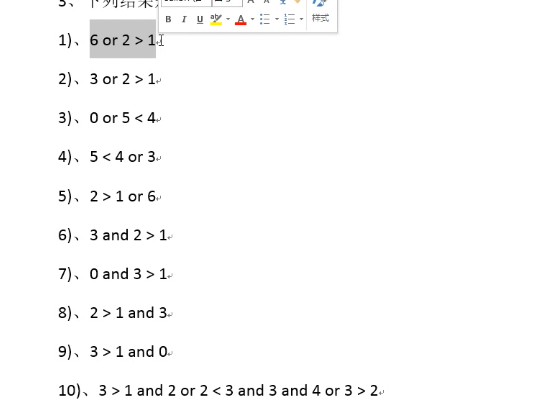 3、下列结果
B I U A 样式
1)、6 or 2 > 1
2)、3 or 2 > 1
3)、0 or 5 < 4
4)、5 < 4 or 3
5)、2 > 1 or 6
6)、3 and 2 > 1
7)、0 and 3 > 1
8)、2 > 1 and 3
9)、3 > 1 and 0
10)、3 > 1 and 2 or 2 < 3 and 3 and 4 or 3 > 2